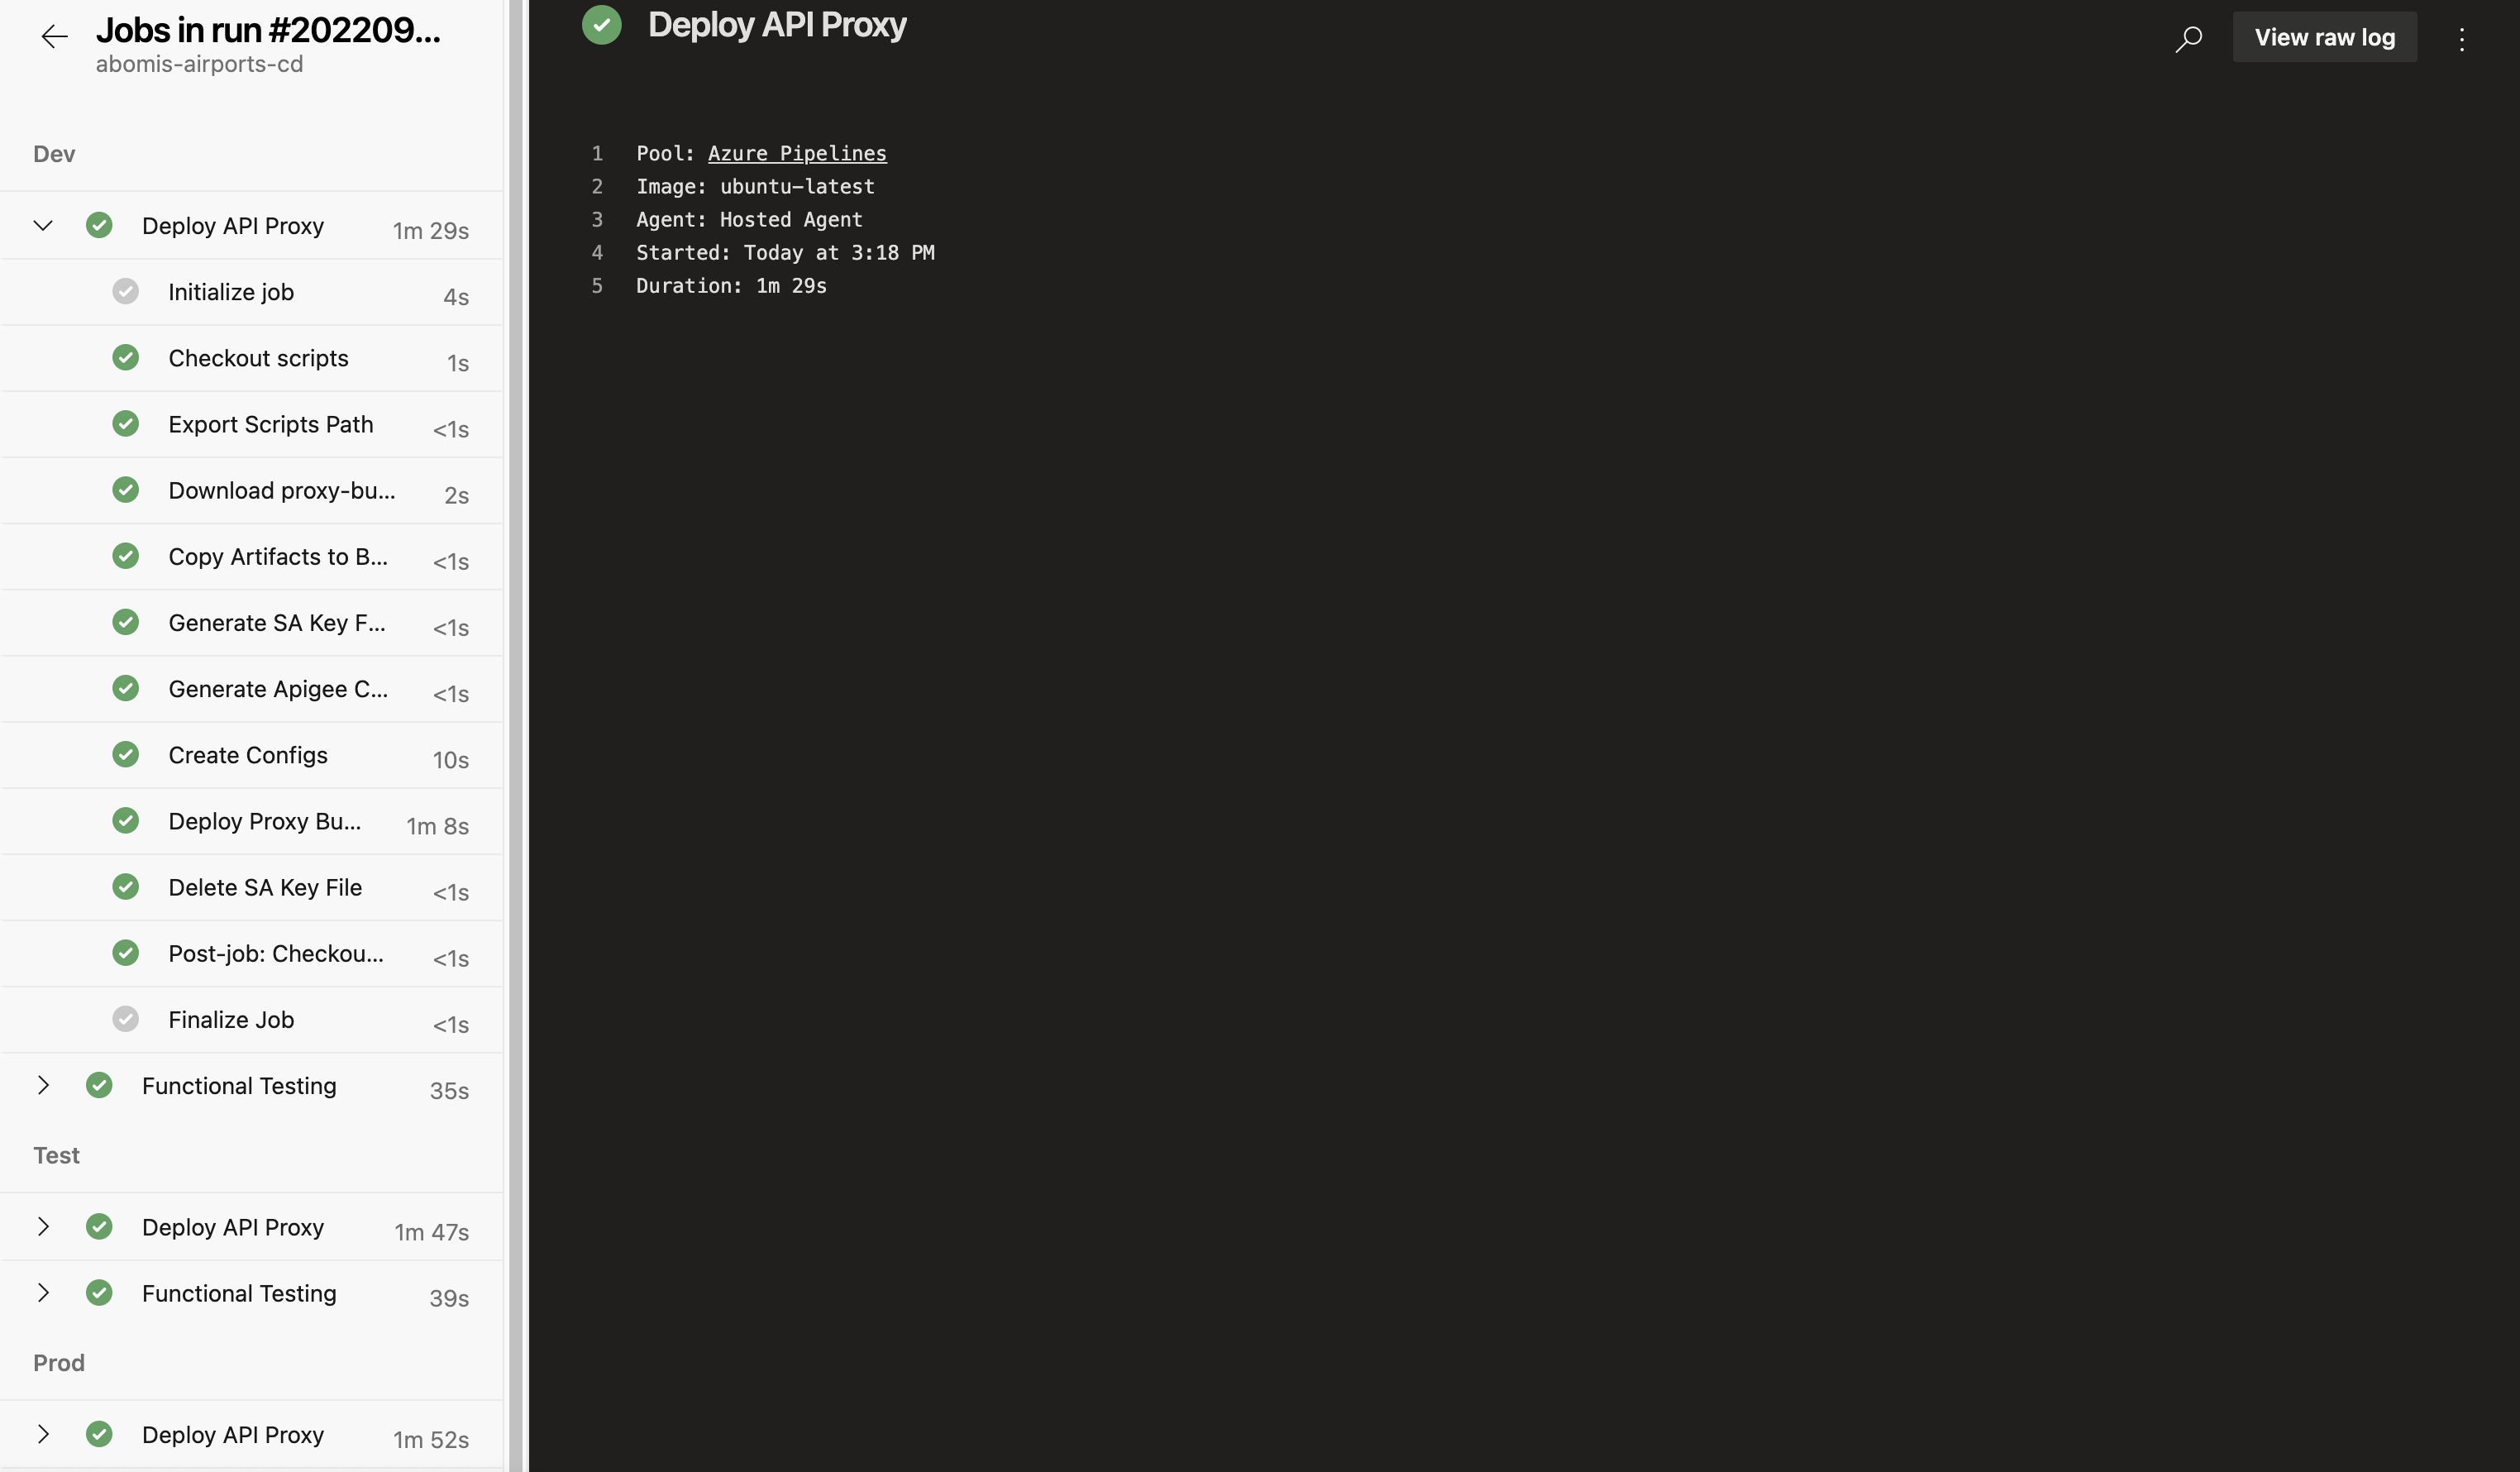 Jobs in run #202209...
abomis-airports-cd
Dev
Deploy API Proxy 1m 29s
Initialize job 4s
Checkout scripts 1s
Export Scripts Path <1s
Download proxy-bu... 2s
Copy Artifacts to B... <1s
Generate SA Key F... <1s
Generate Apigee C... <1s
Create Configs 10s
Deploy Proxy Bu... 1m 8s
Delete SA Key File <1s
Post-job: Checkou... <1s
Finalize Job <1s
Functional Testing 35s
Test
Deploy API Proxy 1m 47s
Functional Testing 39s
Prod
Deploy API Proxy 1m 52s
Deploy API Proxy
View raw log
1 Pool: Azure Pipelines
2 Image: ubuntu-latest
3 Agent: Hosted Agent
4 Started: Today at 3:18 PM
5 Duration: 1m 29s